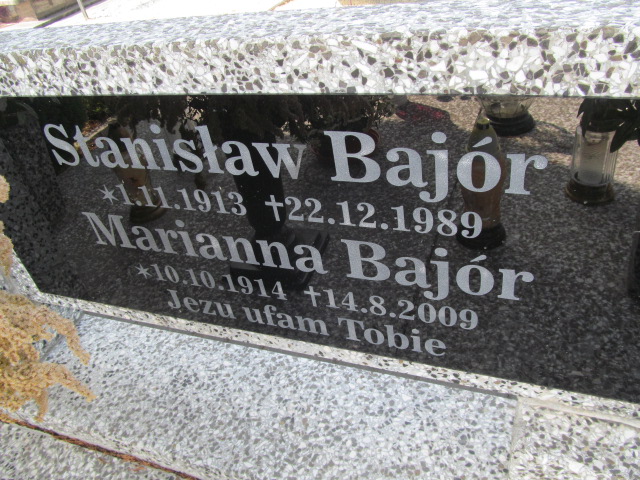 Stanisław Bajór
*1.11.1913 †22.12.1989
Marianna Bajór
*10.10.1914 †14.8.2009
Jezu ufam Tobie